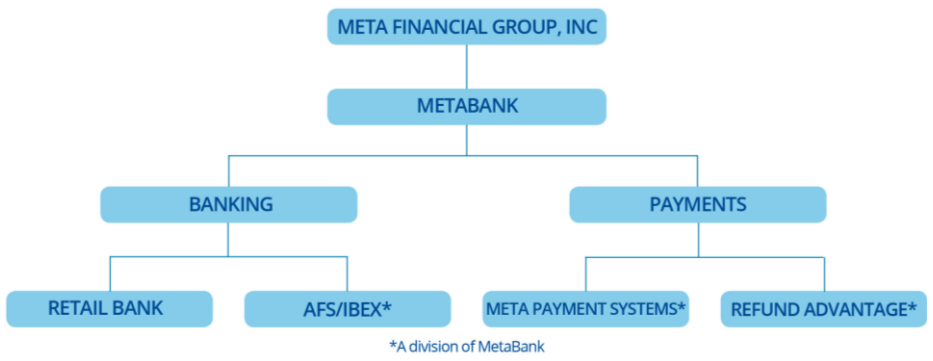 META FINANCIAL GROUP, INC
METABANK
BANKING
PAYMENTS
RETAIL BANK
AFS/IBEX*
META PAYMENT SYSTEMS*
REFUND ADVANTAGE*
*A division of MetaBank